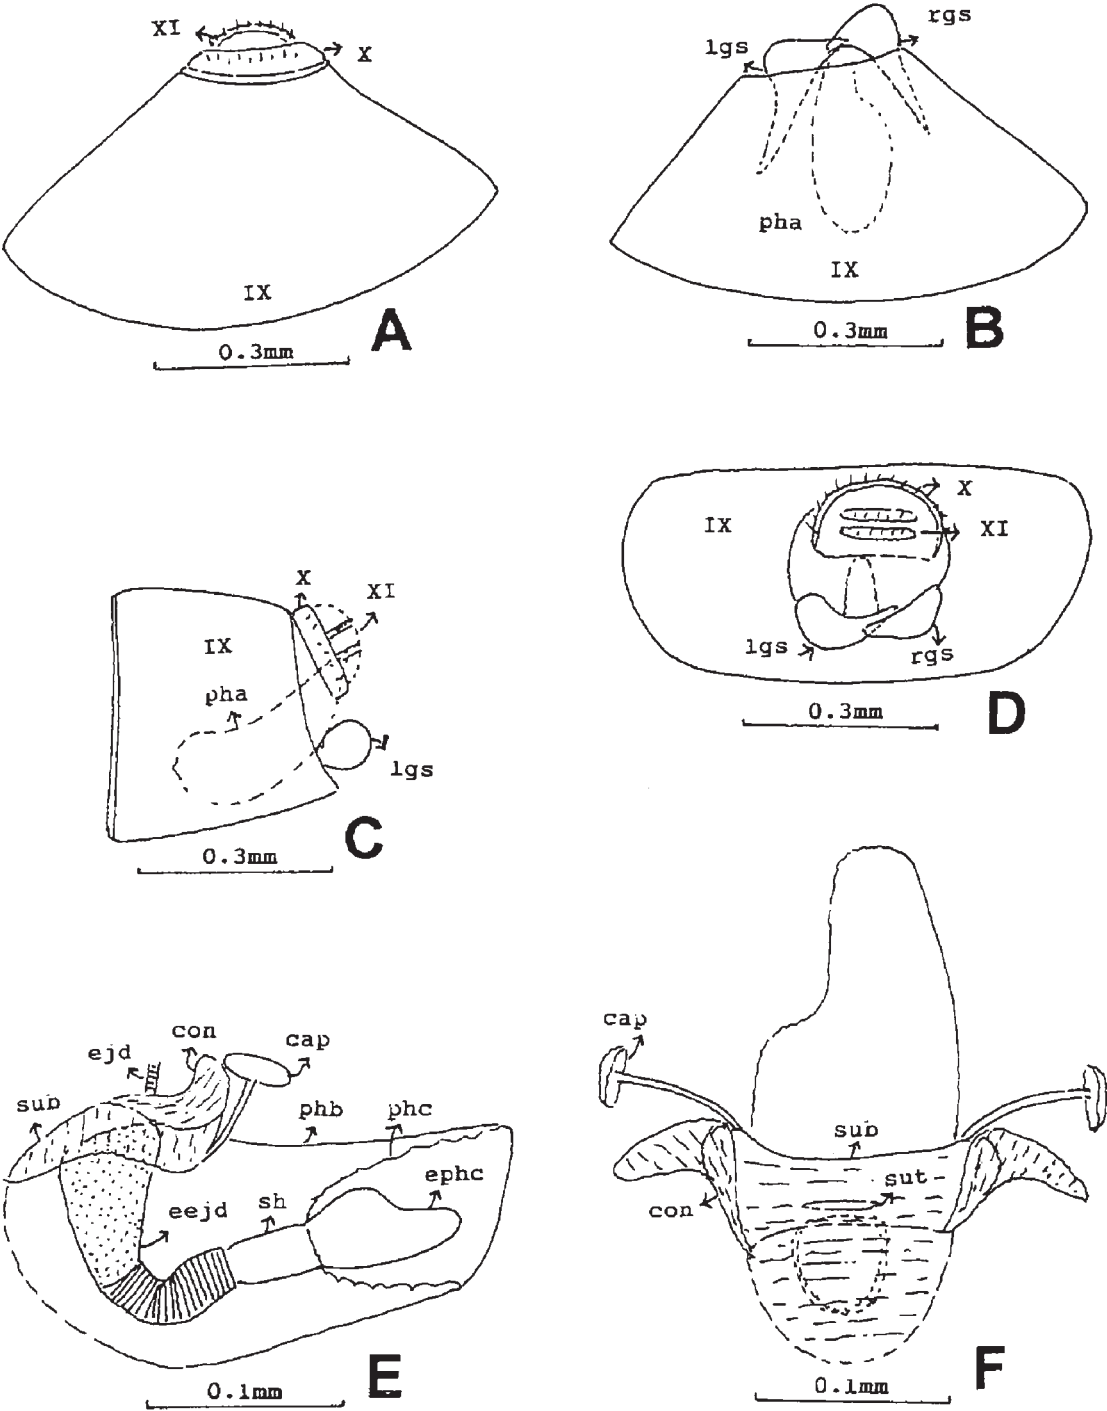 XI
X
IX
A
0.3mm
rgs
lgs
pha
IX
B
0.3mm
X
XI
IX
pha
lgs
C
0.3mm
X
IX
XI
lgs
rgs
D
0.3mm
con
cap
ejd
sub
phb
phc
ephc
sh
eejd
E
0.1mm
cap
sub
sut
con
F
0.1mm